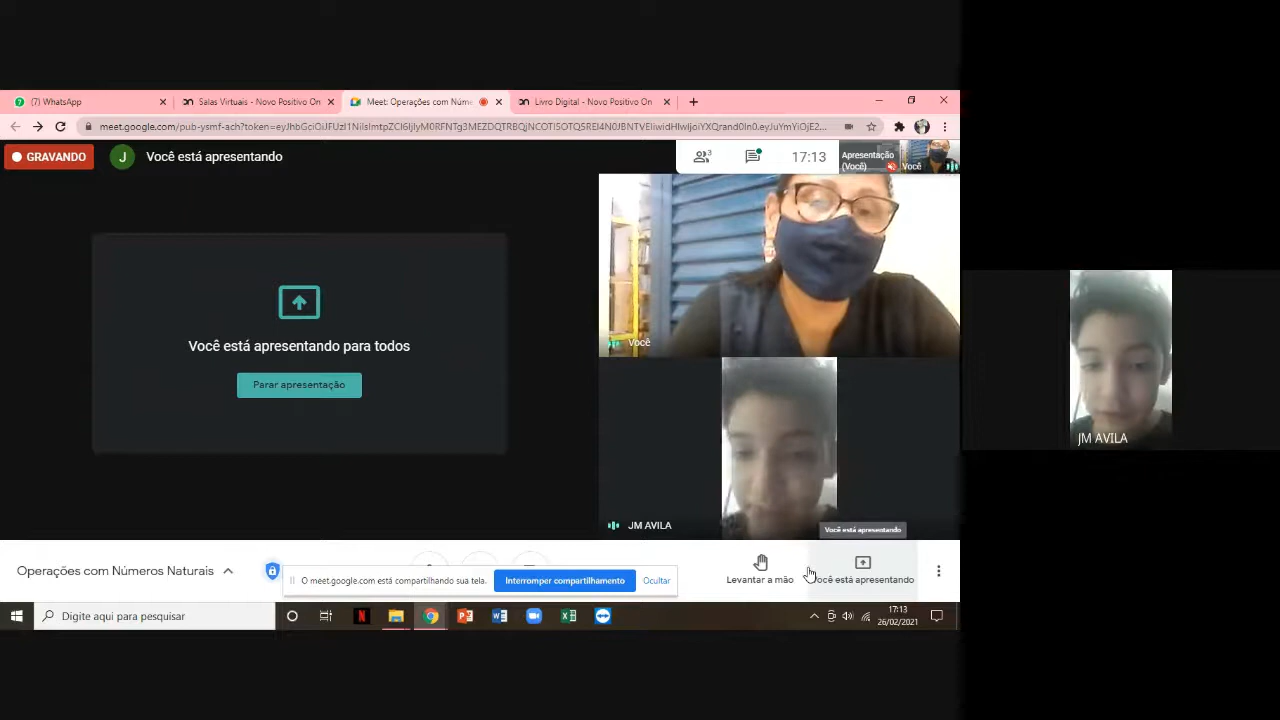 (7) WhatsApp
Salas Virtuais - Novo Positivo On
Meet: Operações com Núme
Livro Digital - Novo Positivo On
GRAVANDO
J
Você está apresentando
3
17:13
Apresentação
(Você)
Você
Você está apresentando para todos
Parar apresentação
Você
JM AVILA
JM AVILA
Você está apresentando
Operações com Números Naturais
O meet.google.com está compartilhando sua tela.
Interromper compartilhamento
Ocultar
Levantar a mão
Você está apresentando
Digite aqui para pesquisar
17:13
26/02/2021